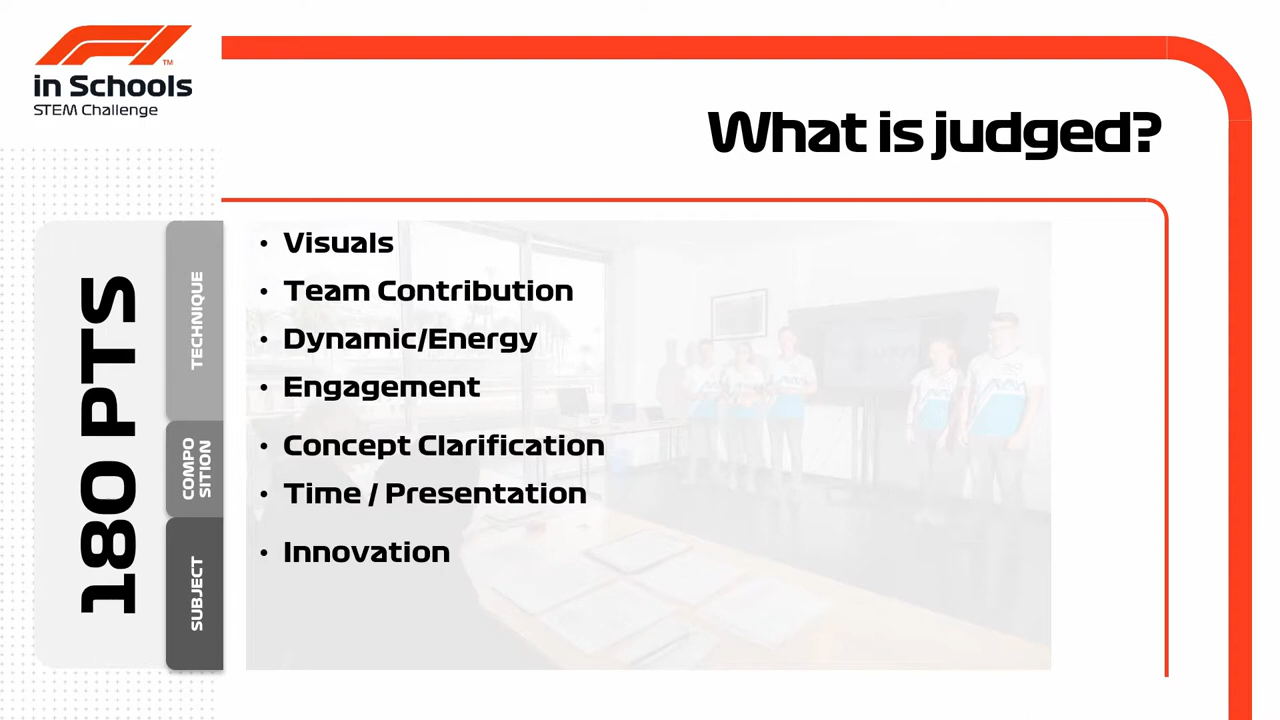 TM
in Schools
STEM Challenge
What is judged?
180 PTS
TECHNIQUE
• Visuals
• Team Contribution
• Dynamic/Energy
• Engagement
COMPO
SITION
• Concept Clarification
• Time / Presentation
SUBJECT
• Innovation